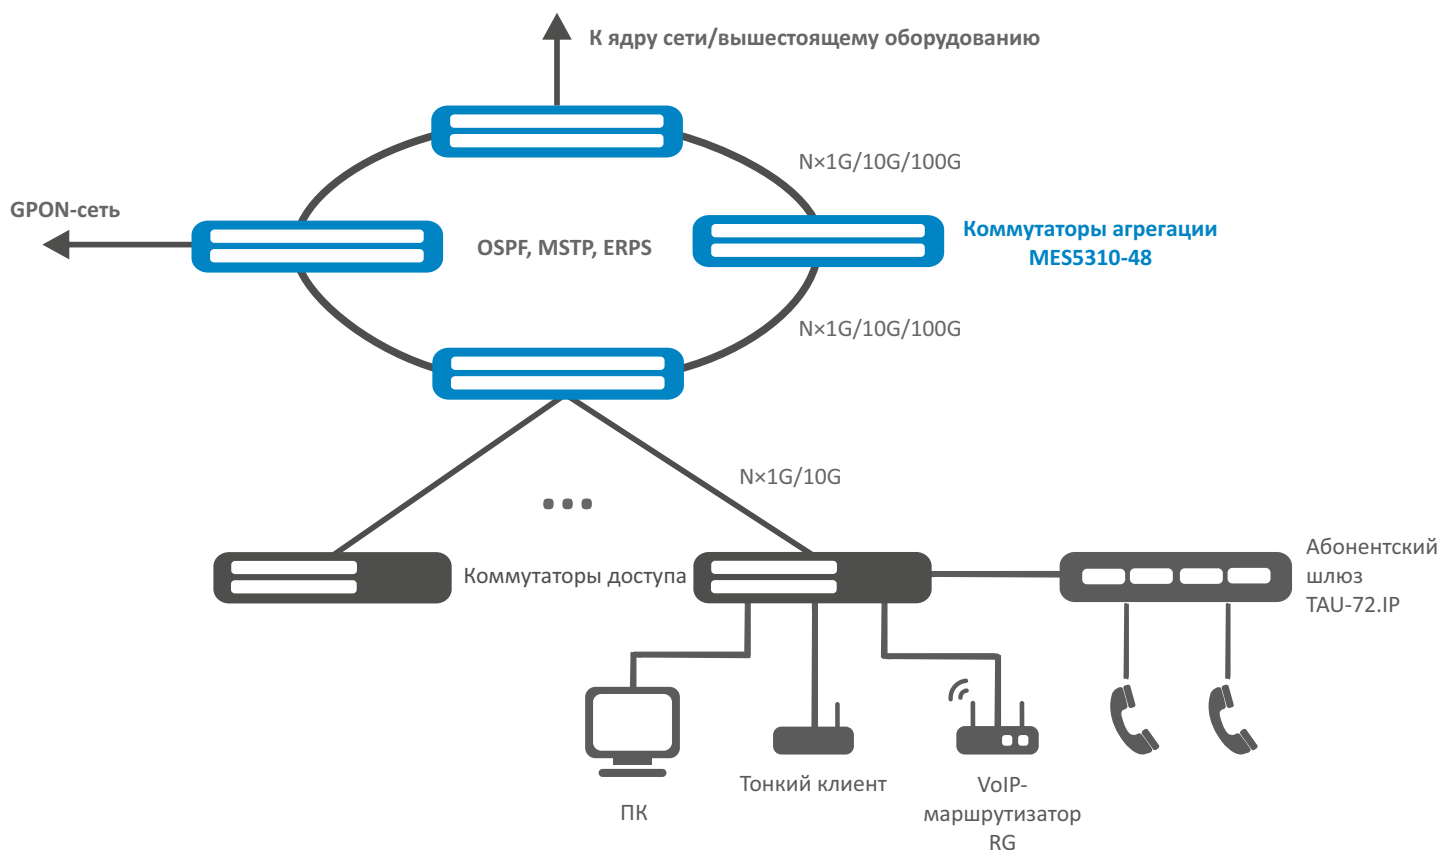 К ядру сети/вышестоящему оборудованию
N×1G/10G/100G
GPON-сеть
OSPF, MSTP, ERPS
Коммутаторы агрегации
MES5310-48
N×1G/10G/100G
N×1G/10G
Коммутаторы доступа
Абонентский
шлюз
TAU-72.IP
ПК
Тонкий клиент
VoIP-
маршрутизатор
RG